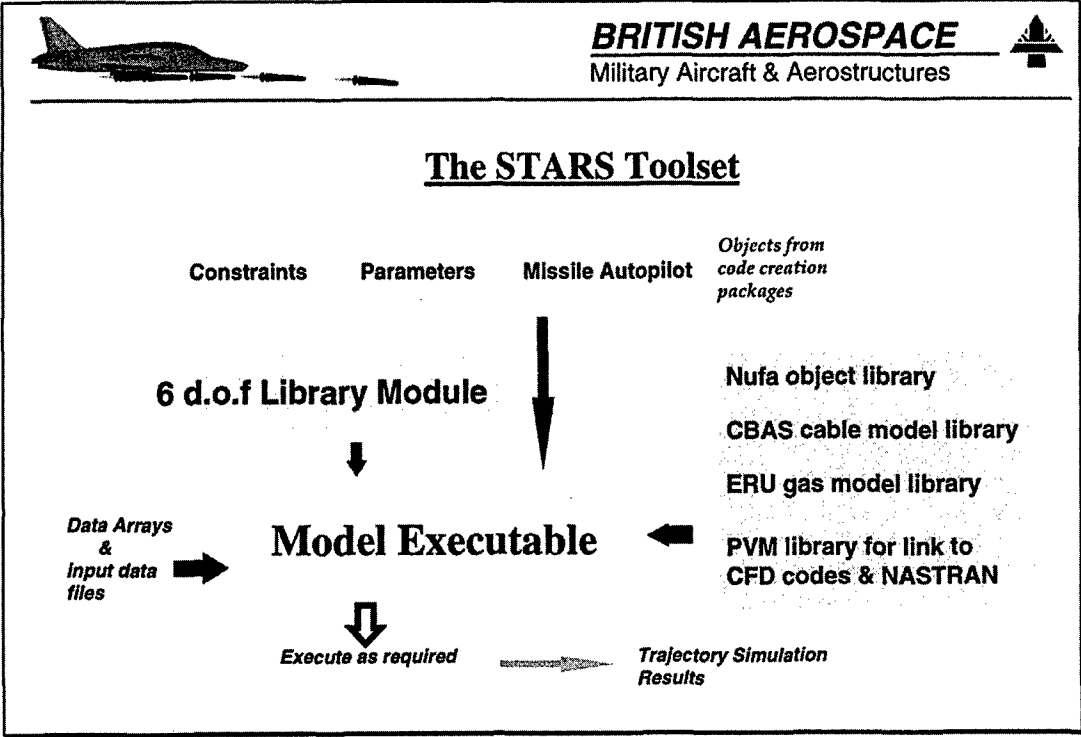 BRITISH AEROSPACE
Military Aircraft & Aerostructures
The STARS Toolset
Constraints
Parameters
Missile Autopilot
Objects from
code creation
packages
6 d.o.f Library Module
Nufa object library
CBAS cable model library
ERU gas model library
PVM library for link to
CFD codes & NASTRAN
Data Arrays
&
input data
files
Model Executable
Execute as required
Trajectory Simulation
Results